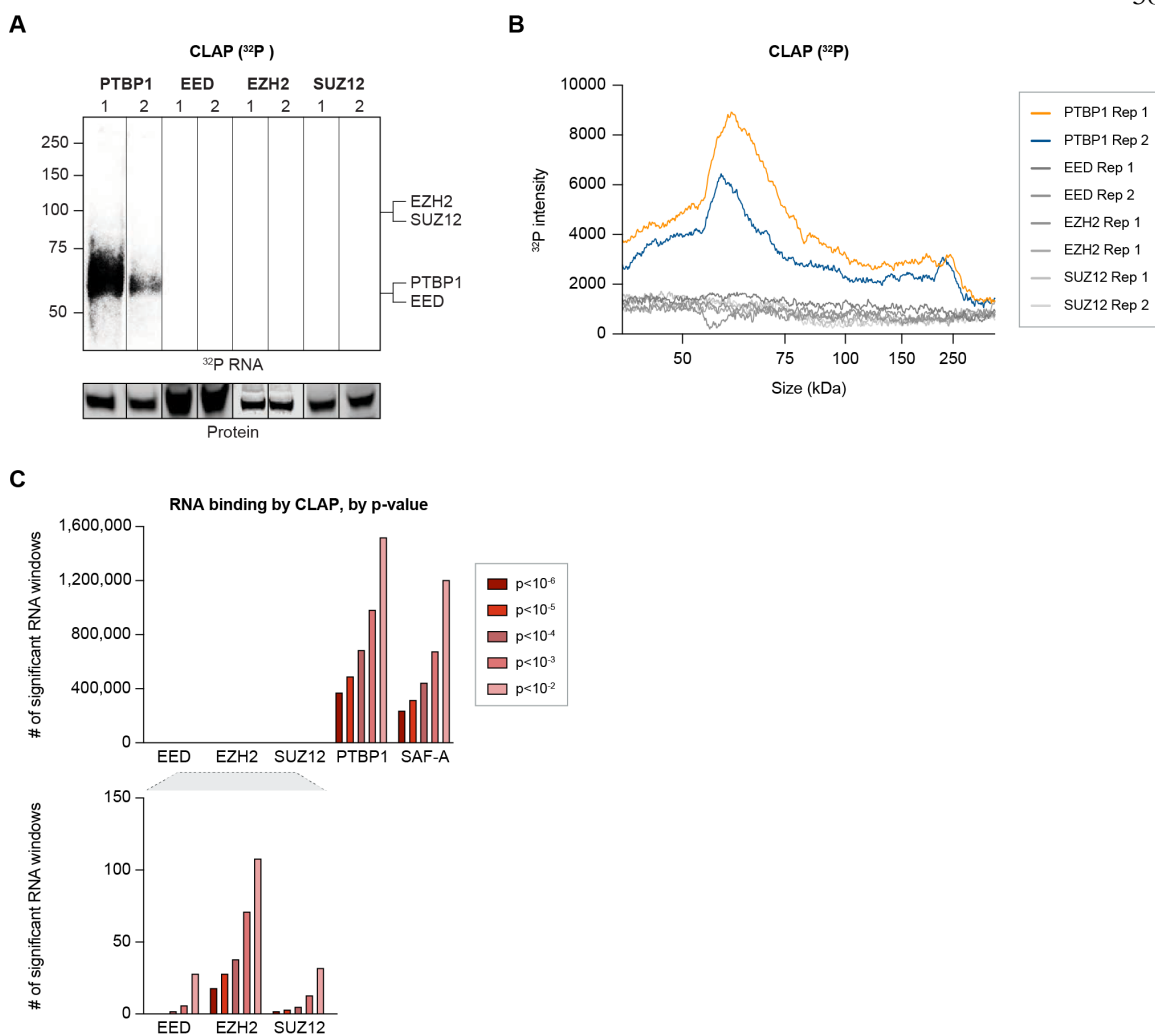 A
CLAP (³²P )
PTBP1 EED EZH2 SUZ12
1 2 1 2 1 2 1 2
250
150
100
75
50
EZH2
SUZ12
PTBP1
EED
³²P RNA
Protein
B
CLAP (³²P)
³²P intensity
10000
8000
6000
4000
2000
0
50 75 100 150 250
Size (kDa)
PTBP1 Rep 1
PTBP1 Rep 2
EED Rep 1
EED Rep 2
EZH2 Rep 1
EZH2 Rep 1
SUZ12 Rep 1
SUZ12 Rep 2
C
RNA binding by CLAP, by p-value
# of significant RNA windows
1,600,000
1,200,000
800,000
400,000
0
EED EZH2 SUZ12 PTBP1 SAF-A
p<10⁻⁶
p<10⁻⁵
p<10⁻⁴
p<10⁻³
p<10⁻²
# of significant RNA windows
150
100
50
0
EED EZH2 SUZ12